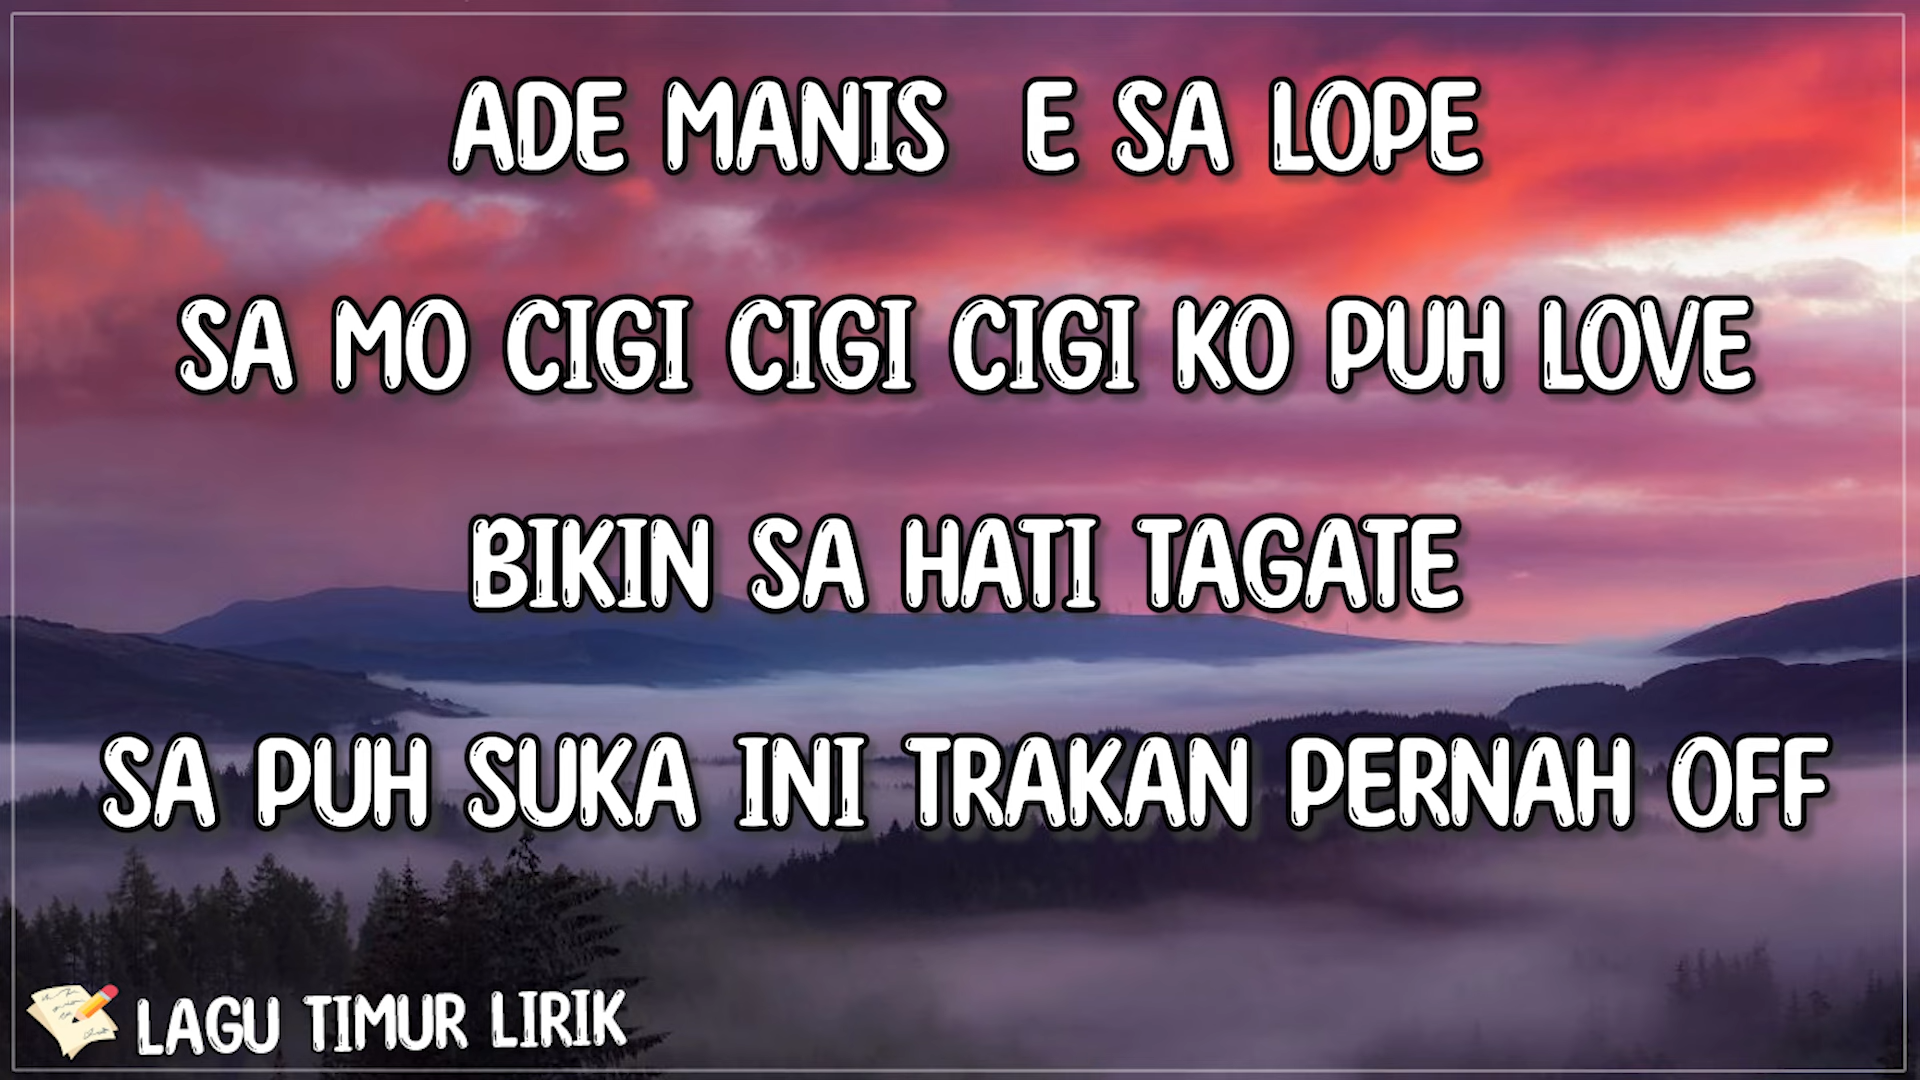 ADE MANIS E SA LOPE
SA MO CIGI CIGI CIGI KO PUH LOVE
BIKIN SA HATI TAGATE
SA PUH SUKA INI TRAKAN PERNAH OFF
LAGU TIMUR LIRIK